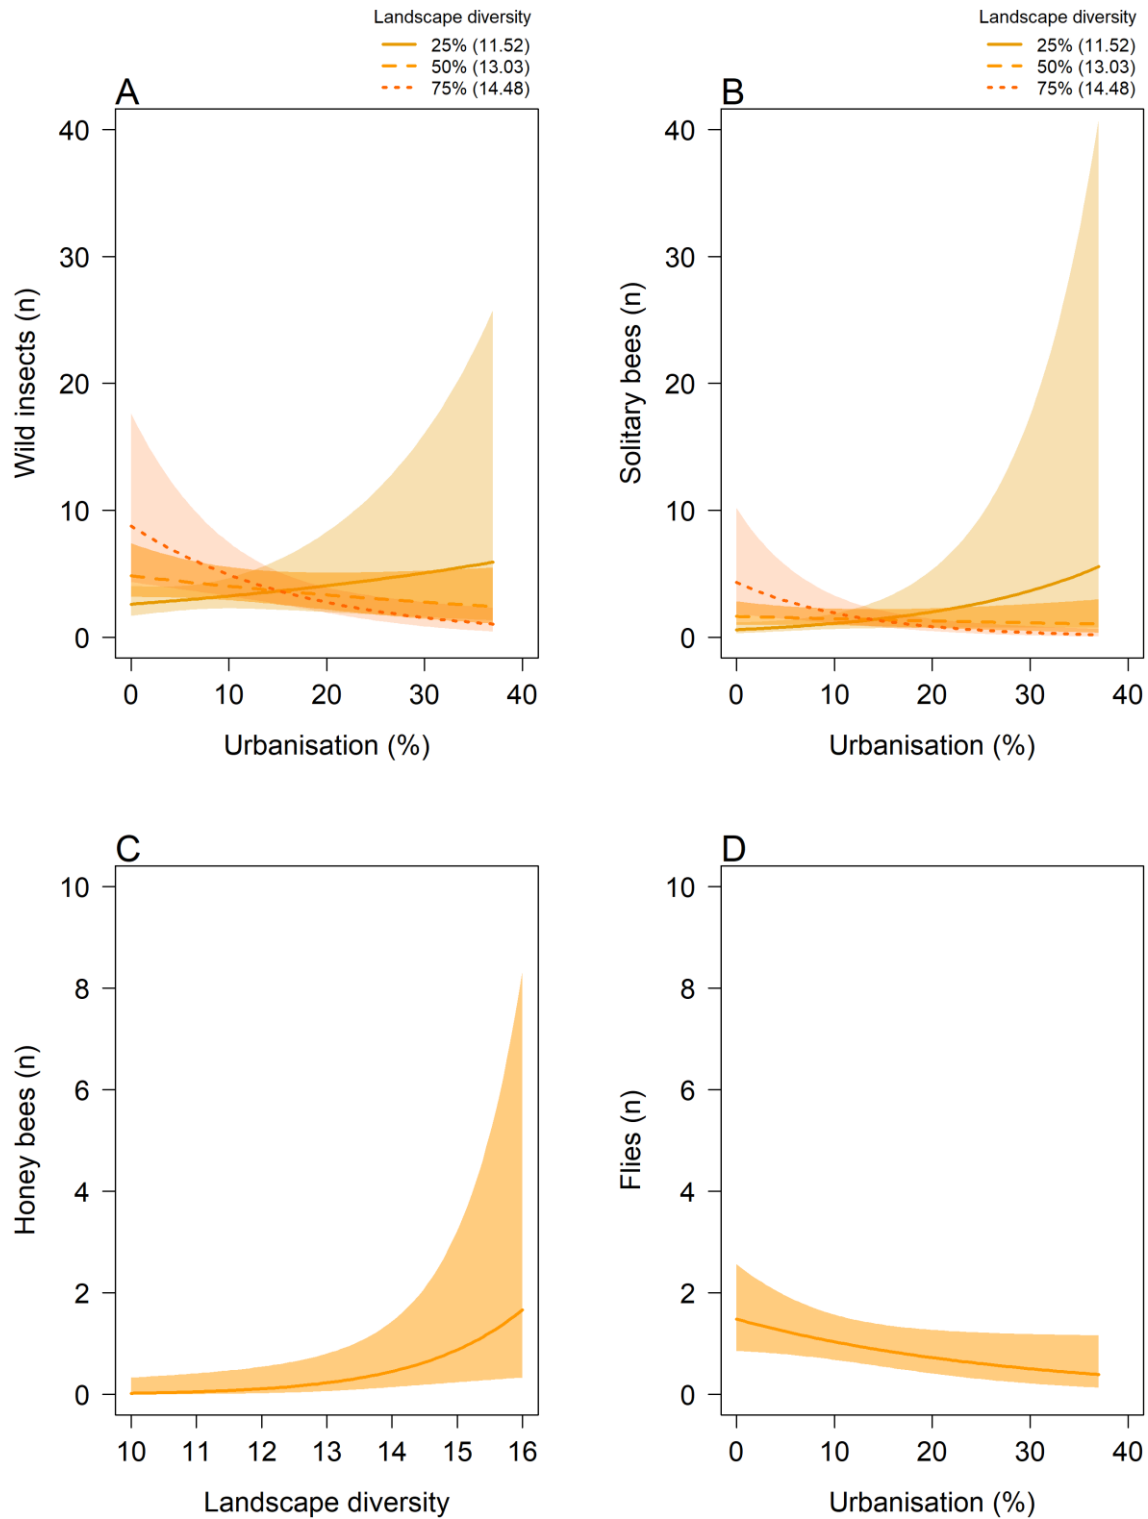 Landscape diversity
25% (11.52)
50% (13.03)
75% (14.48)
A
40
30
20
10
0
Wild insects (n)
0 10 20 30 40
Urbanisation (%)
Landscape diversity
25% (11.52)
50% (13.03)
75% (14.48)
B
40
30
20
10
0
Solitary bees (n)
0 10 20 30 40
Urbanisation (%)
C
10
8
6
4
2
0
Honey bees (n)
10 11 12 13 14 15 16
Landscape diversity
D
10
8
6
4
2
0
Flies (n)
0 10 20 30 40
Urbanisation (%)